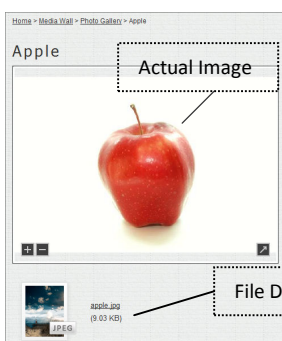 Home > Media Wall > Photo Gallery > Apple
Apple
Actual Image
JPEG
apple.jpg
(9.03 KB)
File D